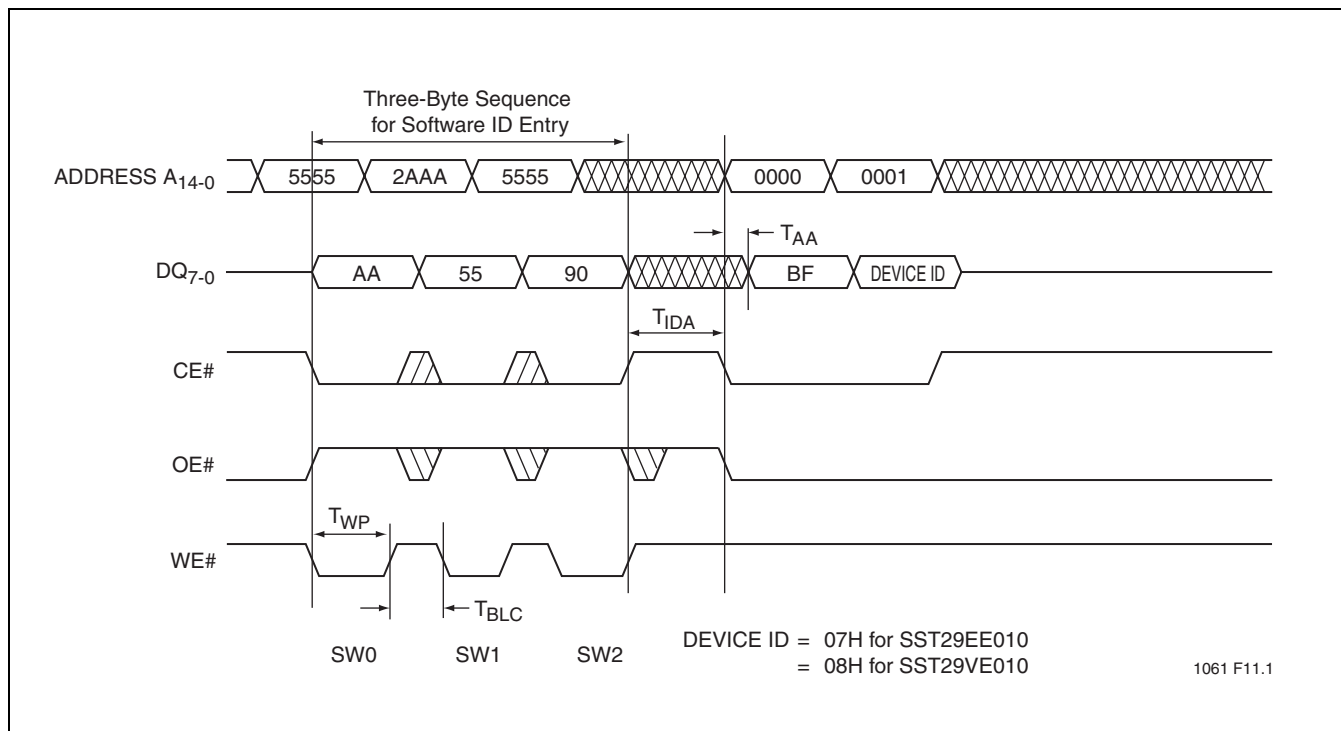 Three-Byte Sequence
for Software ID Entry
ADDRESS A14-0 5555 2AAA 5555 0000 0001
TAA
DQ7-0 AA 55 90 BF DEVICE ID
TIDA
CE#
OE#
TWP
WE#
TBLC
SW0 SW1 SW2
DEVICE ID = 07H for SST29EE010
= 08H for SST29VE010
1061 F11.1